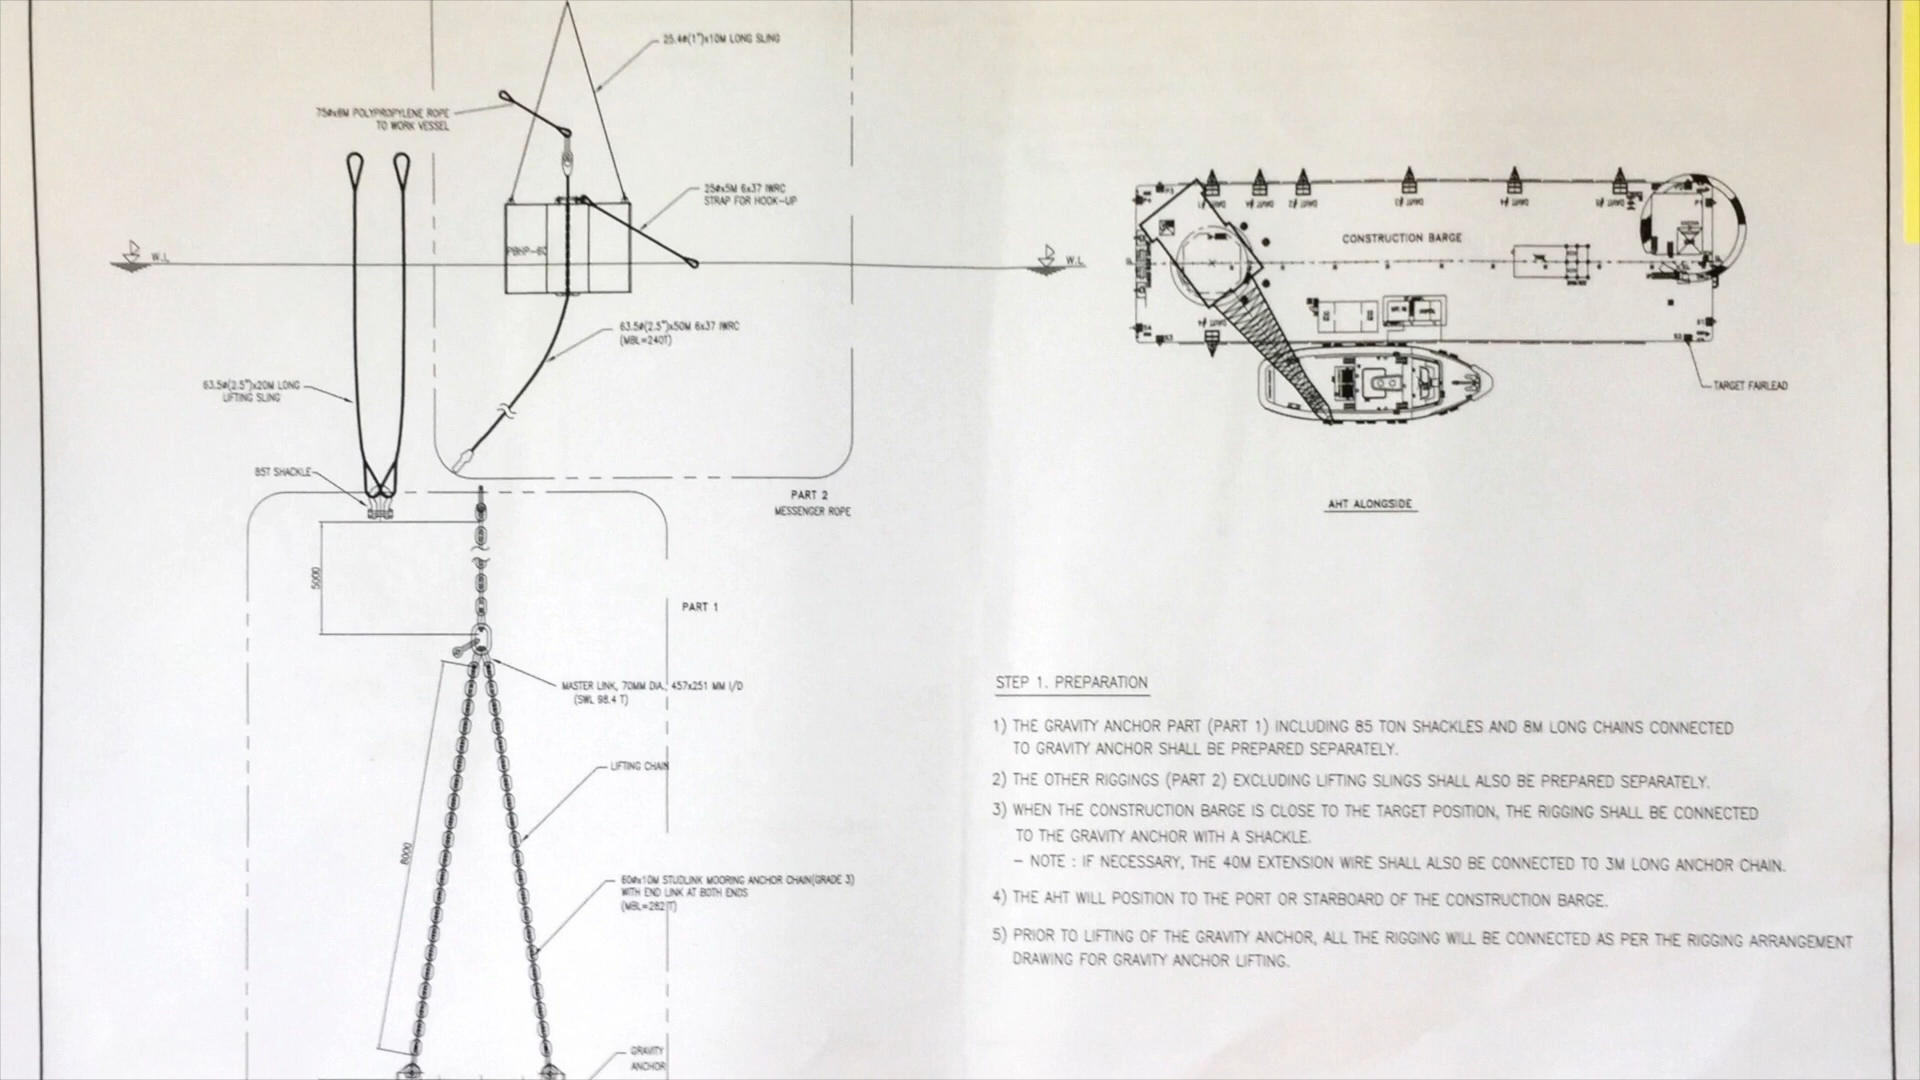 25.4ø(1")x10M LONG SLING
75øx8M POLYPROPYLENE ROPE
TO WORK VESSEL
25øx5M 6x37 IWRC
STRAP FOR HOOK-UP
W.L
W.L
63.5ø(2.5")x50M 6x37 IWRC
(MBL=240T)
63.5ø(2.5")x20M LONG
LIFTING SLING
85T SHACKLE
PART 2
MESSENGER ROPE
5000
PART 1
MASTER LINK, 70MM DIA., 457x251 MM I/D
(SWL 98.4 T)
LIFTING CHAIN
8000
60øx10M STUDLINK MOORING ANCHOR CHAIN(GRADE 3)
WITH END LINK AT BOTH ENDS
(MBL=282 T)
GRAVITY
ANCHOR
CONSTRUCTION BARGE
TARGET FAIRLEAD
AHT ALONGSIDE
STEP 1. PREPARATION
1) THE GRAVITY ANCHOR PART (PART 1) INCLUDING 85 TON SHACKLES AND 8M LONG CHAINS CONNECTED
TO GRAVITY ANCHOR SHALL BE PREPARED SEPARATELY.
2) THE OTHER RIGGINGS (PART 2) EXCLUDING LIFTING SLINGS SHALL ALSO BE PREPARED SEPARATELY.
3) WHEN THE CONSTRUCTION BARGE IS CLOSE TO THE TARGET POSITION, THE RIGGING SHALL BE CONNECTED
TO THE GRAVITY ANCHOR WITH A SHACKLE.
– NOTE : IF NECESSARY, THE 40M EXTENSION WIRE SHALL ALSO BE CONNECTED TO 3M LONG ANCHOR CHAIN.
4) THE AHT WILL POSITION TO THE PORT OR STARBOARD OF THE CONSTRUCTION BARGE.
5) PRIOR TO LIFTING OF THE GRAVITY ANCHOR, ALL THE RIGGING WILL BE CONNECTED AS PER THE RIGGING ARRANGEMENT
DRAWING FOR GRAVITY ANCHOR LIFTING.